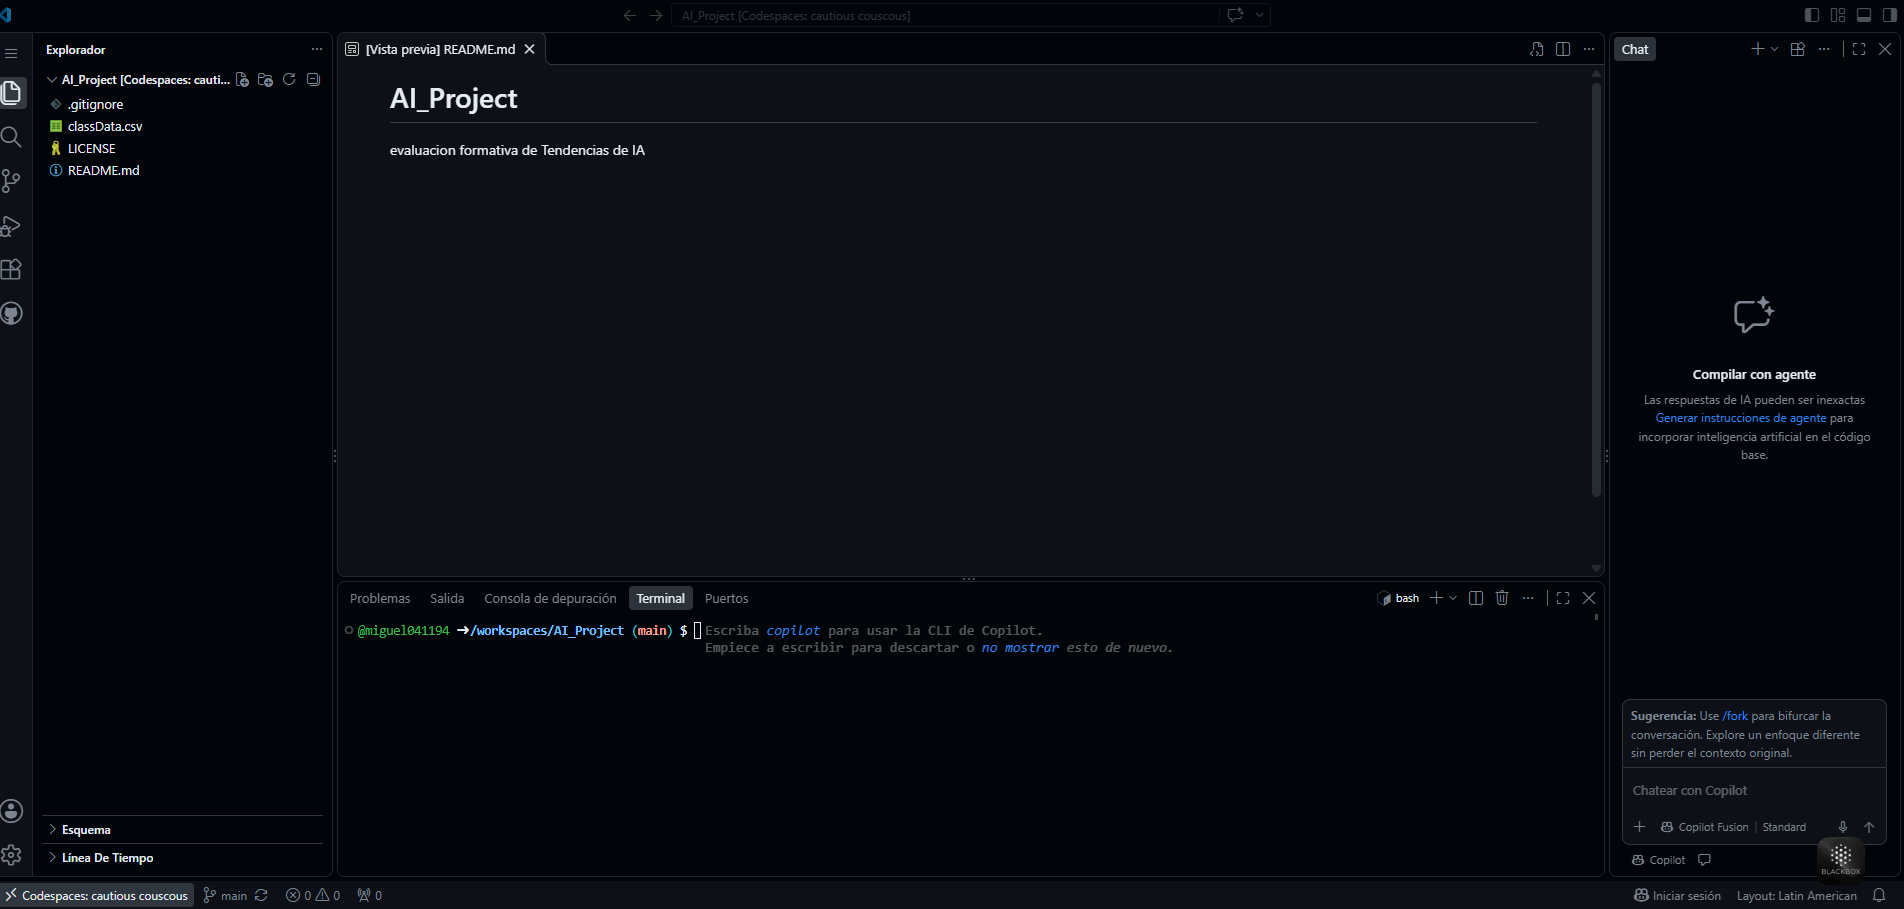 AI_Project [Codespaces: cautious couscous]
Explorador
AI_Project [Codespaces: cauti...
.gitignore
classData.csv
LICENSE
README.md
Esquema
Línea De Tiempo
[Vista previa] README.md
AI_Project
evaluacion formativa de Tendencias de IA
Problemas
Salida
Consola de depuración
Terminal
Puertos
bash
@miguel041194 ➜/workspaces/AI_Project (main) $ Escriba copilot para usar la CLI de Copilot.
Empiece a escribir para descartar o no mostrar esto de nuevo.
Chat
Compilar con agente
Las respuestas de IA pueden ser inexactas
Generar instrucciones de agente para
incorporar inteligencia artificial en el código
base.
Sugerencia: Use /fork para bifurcar la
conversación. Explore un enfoque diferente
sin perder el contexto original.
Chatear con Copilot
Copilot Fusion
Standard
Copilot
BLACKBOX
Codespaces: cautious couscous
main
0
0
0
Iniciar sesión
Layout: Latin American